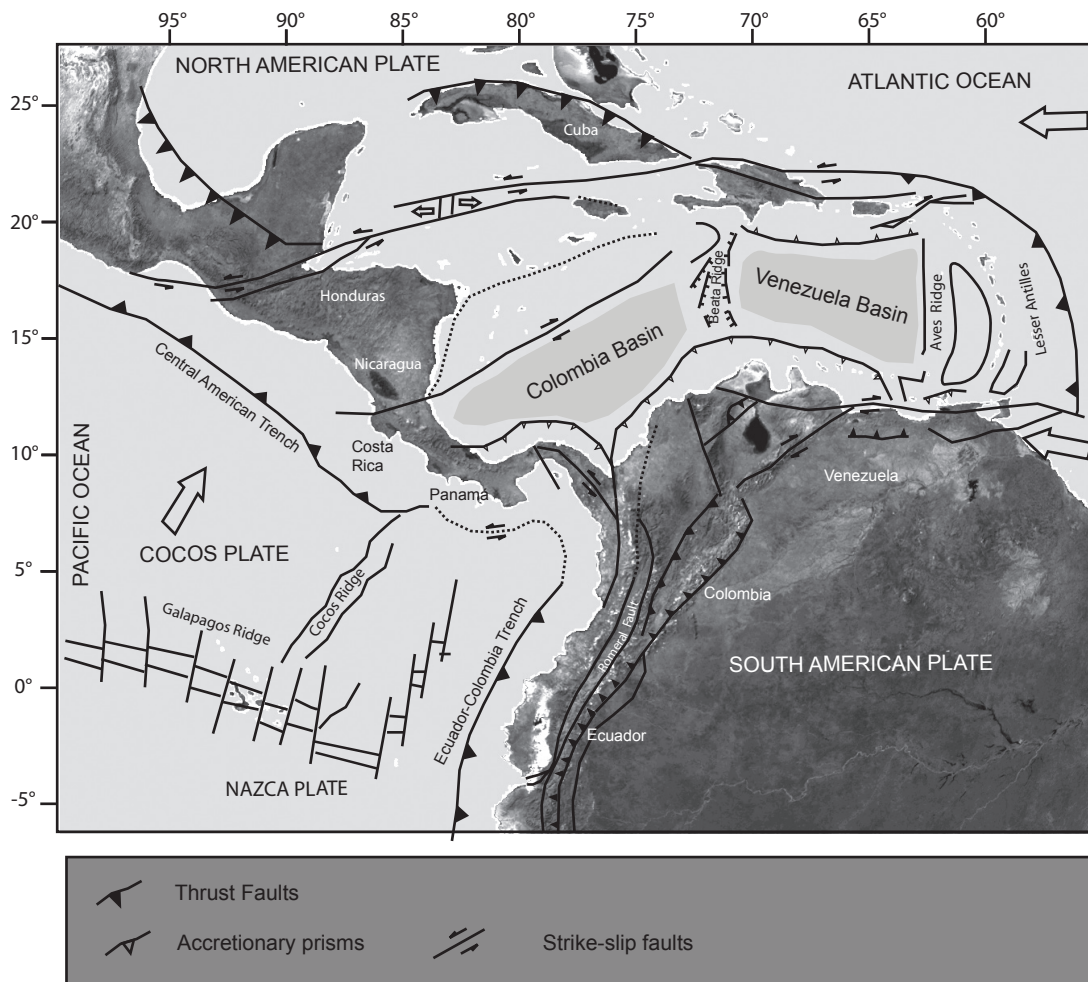 95° 90° 85° 80° 75° 70° 65° 60°
NORTH AMERICAN PLATE
ATLANTIC OCEAN
25°
Cuba
20°
Honduras
Beata Ridge
Venezuela Basin
Aves Ridge
Lesser Antilles
15°
Central American Trench
Nicaragua
Colombia Basin
10°
PACIFIC OCEAN
Costa
Rica
Panamá
Venezuela
COCOS PLATE
5°
Cocos Ridge
Galapagos Ridge
Ecuador-Colombia Trench
Romeral Fault
Colombia
SOUTH AMERICAN PLATE
0°
Ecuador
NAZCA PLATE
-5°
Thrust Faults
Accretionary prisms
Strike-slip faults